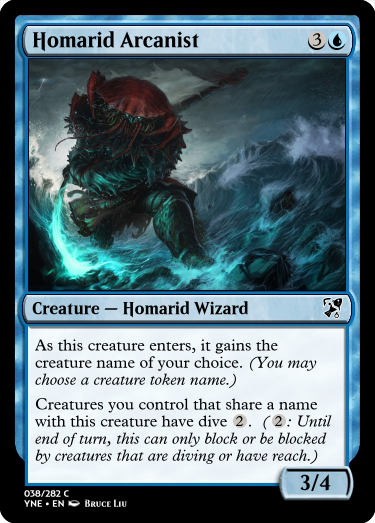 Homarid Arcanist 3
Creature — Homarid Wizard
As this creature enters, it gains the
creature name of your choice. (You may
choose a creature token name.)
Creatures you control that share a name
with this creature have dive 2. ( 2: Until
end of turn, this can only block or be blocked
by creatures that are diving or have reach.)
3/4
038/282 C
YNE • EN Bruce Liu